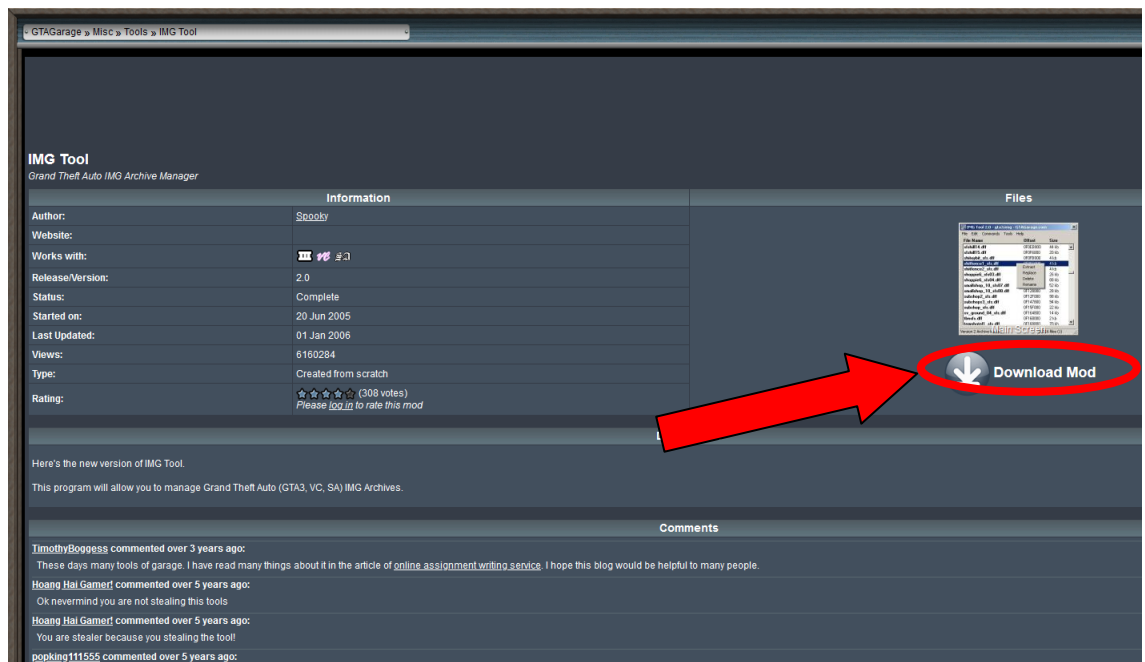 GTAGarage » Misc » Tools » IMG Tool
IMG Tool
Grand Theft Auto IMG Archive Manager
Information
Files
Author:
Spooky
Website:
Works with:
Release/Version:
2.0
Status:
Complete
Started on:
20 Jun 2005
Last Updated:
01 Jan 2006
Views:
6160284
Type:
Created from scratch
Rating:
(308 votes)
Please log in to rate this mod
Main Screen
Download Mod
Here's the new version of IMG Tool.
This program will allow you to manage Grand Theft Auto (GTA3, VC, SA) IMG Archives.
Comments
TimothyBoggess commented over 3 years ago:
These days many tools of garage. I have read many things about it in the article of online assignment writing service. I hope this blog would be helpful to many people.
Hoang Hai Gamer! commented over 5 years ago:
Ok nevermind you are not stealing this tools
Hoang Hai Gamer! commented over 5 years ago:
You are stealer because you stealing the tool!
popking111555 commented over 5 years ago: